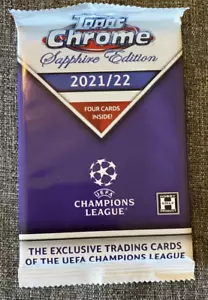 Topps
Chrome
Sapphire Edition
2021/22
FOUR CARDS
INSIDE!
UEFA
CHAMPIONS
LEAGUE®
H
THE EXCLUSIVE TRADING CARDS
OF THE UEFA CHAMPIONS LEAGUE